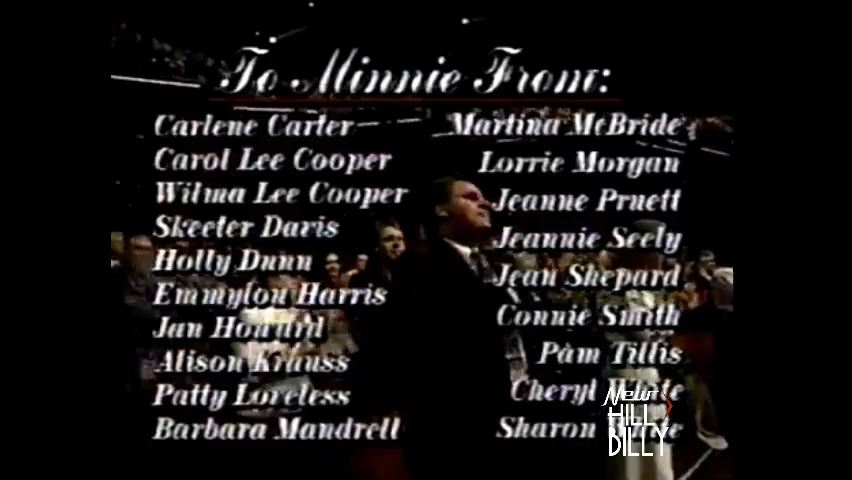 To Minnie From:
Carlene Carter
Carol Lee Cooper
Wilma Lee Cooper
Skeeter Davis
Holly Dunn
Emmylou Harris
Jan Howard
Alison Krauss
Patty Loveless
Barbara Mandrell
Martina McBride
Lorrie Morgan
Jeanne Pruett
Jeannie Seely
Jean Shepard
Connie Smith
Pam Tillis
Cheryl White
Sharon White
New
HILL
BILLY